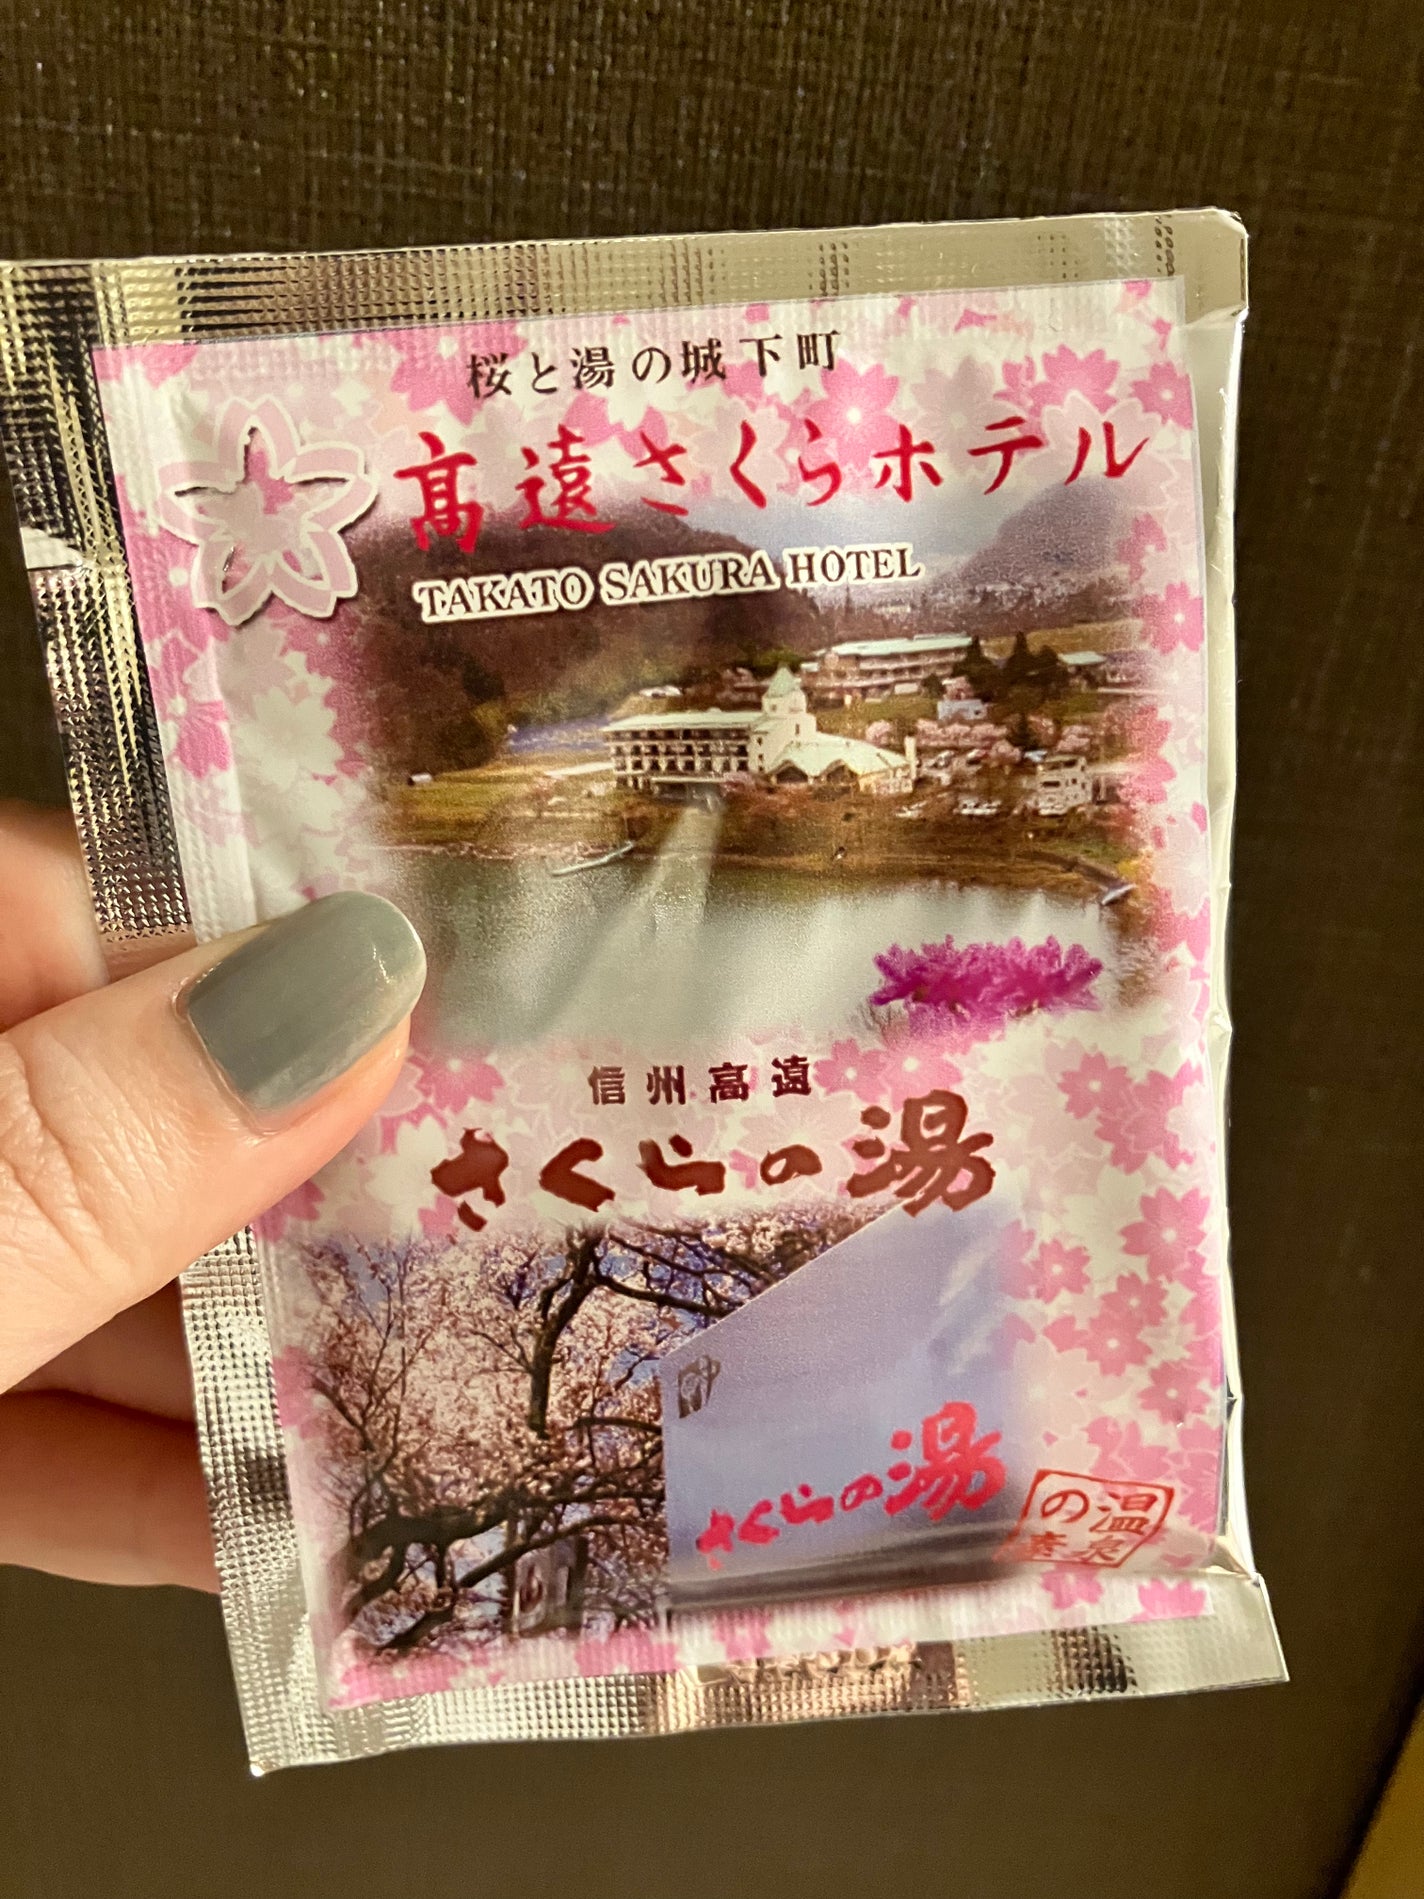 桜と湯の城下町
高遠さくらホテル
TAKATO SAKURA HOTEL
信州高遠
さくらの湯
さくらの湯
温泉
の素